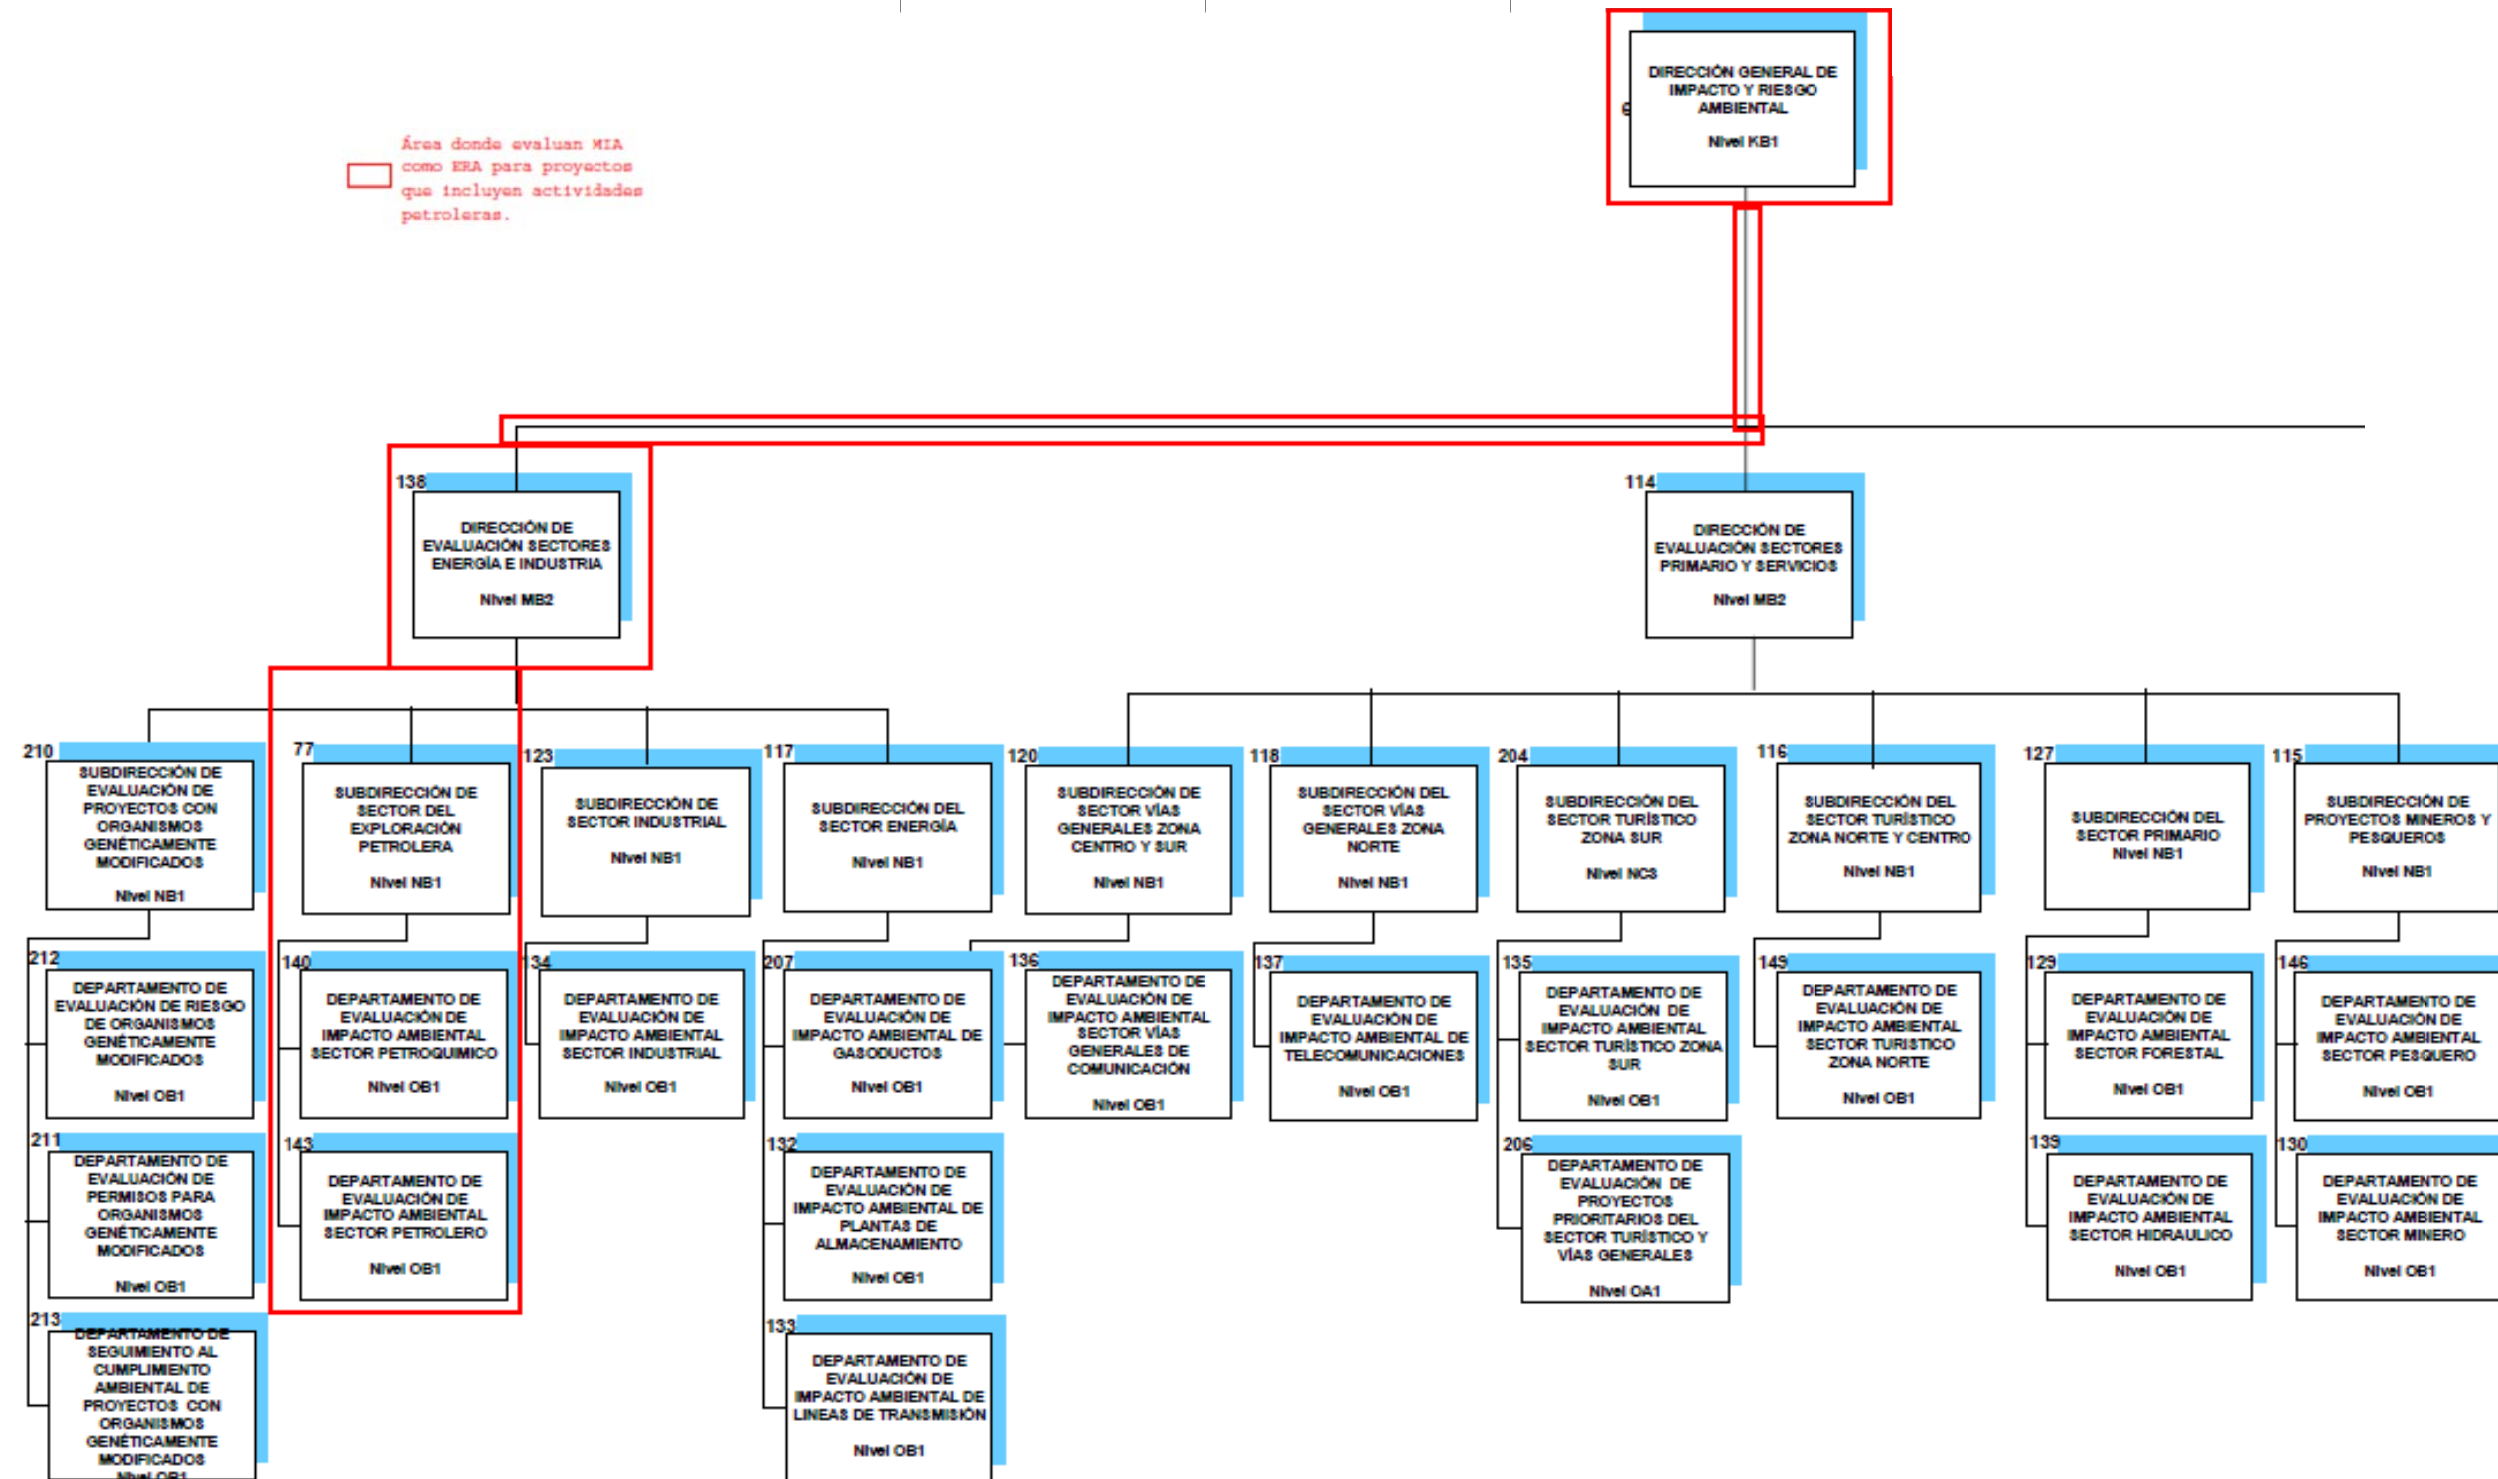 DIRECCIÓN GENERAL DE
IMPACTO Y RIESGO
AMBIENTAL
Nivel KB1
Área donde evaluan MIA
como ERA para proyectos
que incluyen actividades
petroleras.
138
DIRECCIÓN DE
EVALUACIÓN SECTORES
ENERGÍA E INDUSTRIA
Nivel MB2
114
DIRECCIÓN DE
EVALUACIÓN SECTORES
PRIMARIO Y SERVICIOS
Nivel MB2
210
SUBDIRECCIÓN DE
EVALUACIÓN DE
PROYECTOS CON
ORGANISMOS
GENÉTICAMENTE
MODIFICADOS
Nivel NB1
77
SUBDIRECCIÓN DE
SECTOR DEL
EXPLORACIÓN
PETROLERA
Nivel NB1
123
SUBDIRECCIÓN DE
SECTOR INDUSTRIAL
Nivel NB1
117
SUBDIRECCIÓN DEL
SECTOR ENERGÍA
Nivel NB1
120
SUBDIRECCIÓN DE
SECTOR VÍAS
GENERALES ZONA
CENTRO Y SUR
Nivel NB1
118
SUBDIRECCIÓN DEL
SECTOR VÍAS
GENERALES ZONA
NORTE
Nivel NB1
204
SUBDIRECCIÓN DEL
SECTOR TURÍSTICO
ZONA SUR
Nivel NC3
116
SUBDIRECCIÓN DEL
SECTOR TURÍSTICO
ZONA NORTE Y CENTRO
Nivel NB1
127
SUBDIRECCIÓN DEL
SECTOR PRIMARIO
Nivel NB1
115
SUBDIRECCIÓN DE
PROYECTOS MINEROS Y
PESQUEROS
Nivel NB1
212
DEPARTAMENTO DE
EVALUACIÓN DE RIESGO
DE ORGANISMOS
GENÉTICAMENTE
MODIFICADOS
Nivel OB1
140
DEPARTAMENTO DE
EVALUACIÓN DE
IMPACTO AMBIENTAL
SECTOR PETROQUIMICO
Nivel OB1
134
DEPARTAMENTO DE
EVALUACIÓN DE
IMPACTO AMBIENTAL
SECTOR INDUSTRIAL
Nivel OB1
207
DEPARTAMENTO DE
EVALUACIÓN DE
IMPACTO AMBIENTAL DE
GASODUCTOS
Nivel OB1
136
DEPARTAMENTO DE
EVALUACIÓN DE
IMPACTO AMBIENTAL
SECTOR VÍAS
GENERALES DE
COMUNICACIÓN
Nivel OB1
137
DEPARTAMENTO DE
EVALUACIÓN DE
IMPACTO AMBIENTAL DE
TELECOMUNICACIONES
Nivel OB1
135
DEPARTAMENTO DE
EVALUACIÓN DE
IMPACTO AMBIENTAL
SECTOR TURÍSTICO ZONA
SUR
Nivel OB1
149
DEPARTAMENTO DE
EVALUACIÓN DE
IMPACTO AMBIENTAL
SECTOR TURISTICO
ZONA NORTE
Nivel OB1
129
DEPARTAMENTO DE
EVALUACIÓN DE
IMPACTO AMBIENTAL
SECTOR FORESTAL
Nivel OB1
146
DEPARTAMENTO DE
EVALUACIÓN DE
IMPACTO AMBIENTAL
SECTOR PESQUERO
Nivel OB1
211
DEPARTAMENTO DE
EVALUACIÓN DE
PERMISOS PARA
ORGANISMOS
GENÉTICAMENTE
MODIFICADOS
Nivel OB1
143
DEPARTAMENTO DE
EVALUACIÓN DE
IMPACTO AMBIENTAL
SECTOR PETROLERO
Nivel OB1
132
DEPARTAMENTO DE
EVALUACIÓN DE
IMPACTO AMBIENTAL DE
PLANTAS DE
ALMACENAMIENTO
Nivel OB1
206
DEPARTAMENTO DE
EVALUACIÓN DE
PROYECTOS
PRIORITARIOS DEL
SECTOR TURÍSTICO Y
VÍAS GENERALES
Nivel OA1
139
DEPARTAMENTO DE
EVALUACIÓN DE
IMPACTO AMBIENTAL
SECTOR HIDRAULICO
Nivel OB1
130
DEPARTAMENTO DE
EVALUACIÓN DE
IMPACTO AMBIENTAL
SECTOR MINERO
Nivel OB1
213
DEPARTAMENTO DE
SEGUIMIENTO AL
CUMPLIMIENTO
AMBIENTAL DE
PROYECTOS CON
ORGANISMOS
GENÉTICAMENTE
MODIFICADOS
Nivel OB1
133
DEPARTAMENTO DE
EVALUACIÓN DE
IMPACTO AMBIENTAL DE
LINEAS DE TRANSMISIÓN
Nivel OB1